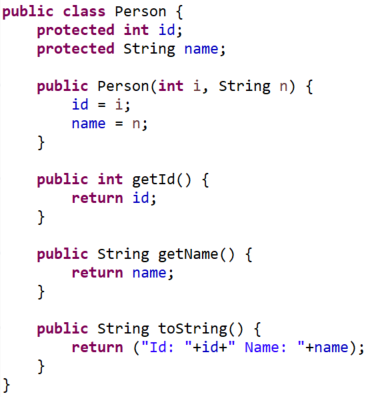 public class Person {
    protected int id;
    protected String name;

    public Person(int i, String n) {
        id = i;
        name = n;
    }

    public int getId() {
        return id;
    }

    public String getName() {
        return name;
    }

    public String toString() {
        return ("Id: "+id+" Name: "+name);
    }
}